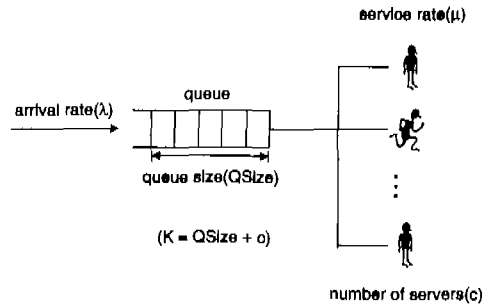 service rate(μ)
queue
arrival rate(λ)
queue size(QSize)
(K = QSize + c)
number of servers(c)